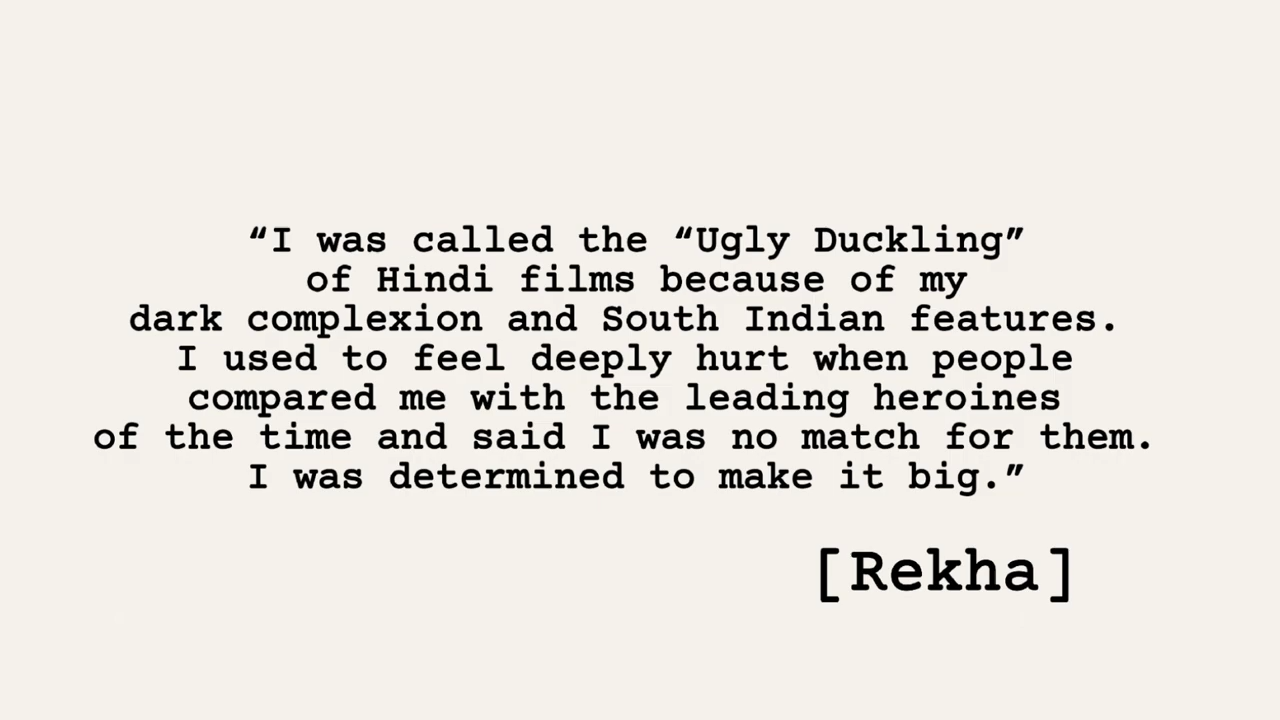 “I was called the “Ugly Duckling”
of Hindi films because of my
dark complexion and South Indian features.
I used to feel deeply hurt when people
compared me with the leading heroines
of the time and said I was no match for them.
I was determined to make it big.”
[Rekha]